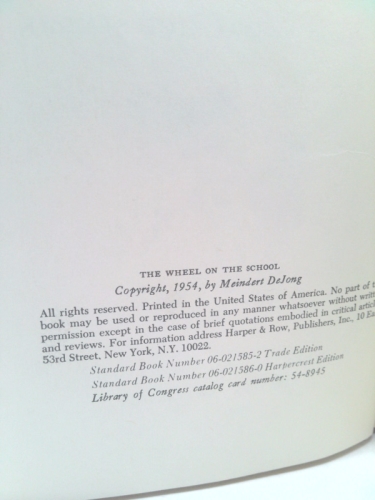 THE WHEEL ON THE SCHOOL
Copyright, 1954, by Meindert DeJong
All rights reserved. Printed in the United States of America. No part of
book may be used or reproduced in any manner whatsoever without
permission except in the case of brief quotations embodied in critical
and reviews. For information address Harper & Row, Publishers, Inc., 10
53rd Street, New York, N.Y. 10022.
Standard Book Number 06-021585-2 Trade Edition
Standard Book Number 06-021586-0 Harpercrest Edition
Library of Congress catalog card number: 54-8945